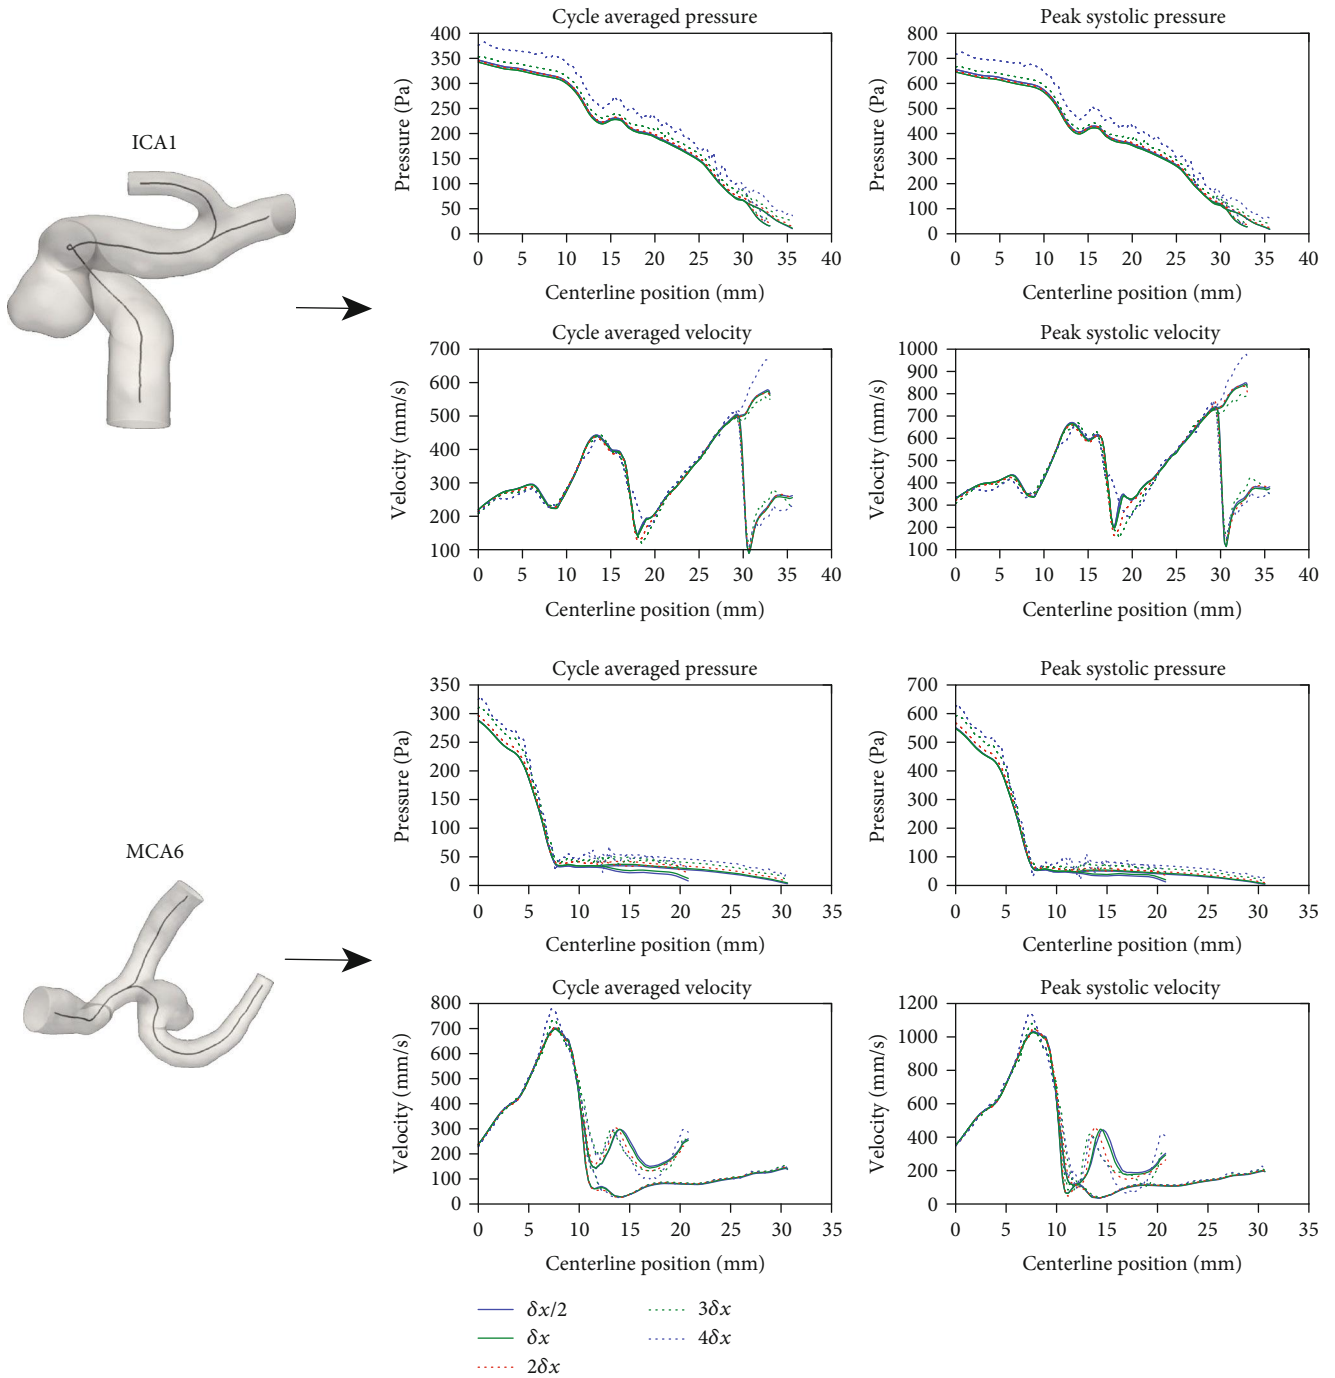 ICA1
Cycle averaged pressure
Pressure (Pa)
400
350
300
250
200
150
100
50
0
0 5 10 15 20 25 30 35 40
Centerline position (mm)
Peak systolic pressure
Pressure (Pa)
800
700
600
500
400
300
200
100
0
0 5 10 15 20 25 30 35 40
Centerline position (mm)
Cycle averaged velocity
Velocity (mm/s)
700
600
500
400
300
200
100
0 5 10 15 20 25 30 35 40
Centerline position (mm)
Peak systolic velocity
Velocity (mm/s)
1000
900
800
700
600
500
400
300
200
100
0 5 10 15 20 25 30 35 40
Centerline position (mm)
MCA6
Cycle averaged pressure
Pressure (Pa)
350
300
250
200
150
100
50
0
0 5 10 15 20 25 30 35
Centerline position (mm)
Peak systolic pressure
Pressure (Pa)
700
600
500
400
300
200
100
0
0 5 10 15 20 25 30 35
Centerline position (mm)
Cycle averaged velocity
Velocity (mm/s)
800
700
600
500
400
300
200
100
0
0 5 10 15 20 25 30 35
Centerline position (mm)
Peak systolic velocity
Velocity (mm/s)
1200
1000
800
600
400
200
0
0 5 10 15 20 25 30 35
Centerline position (mm)
δx/2
δx
2δx
3δx
4δx